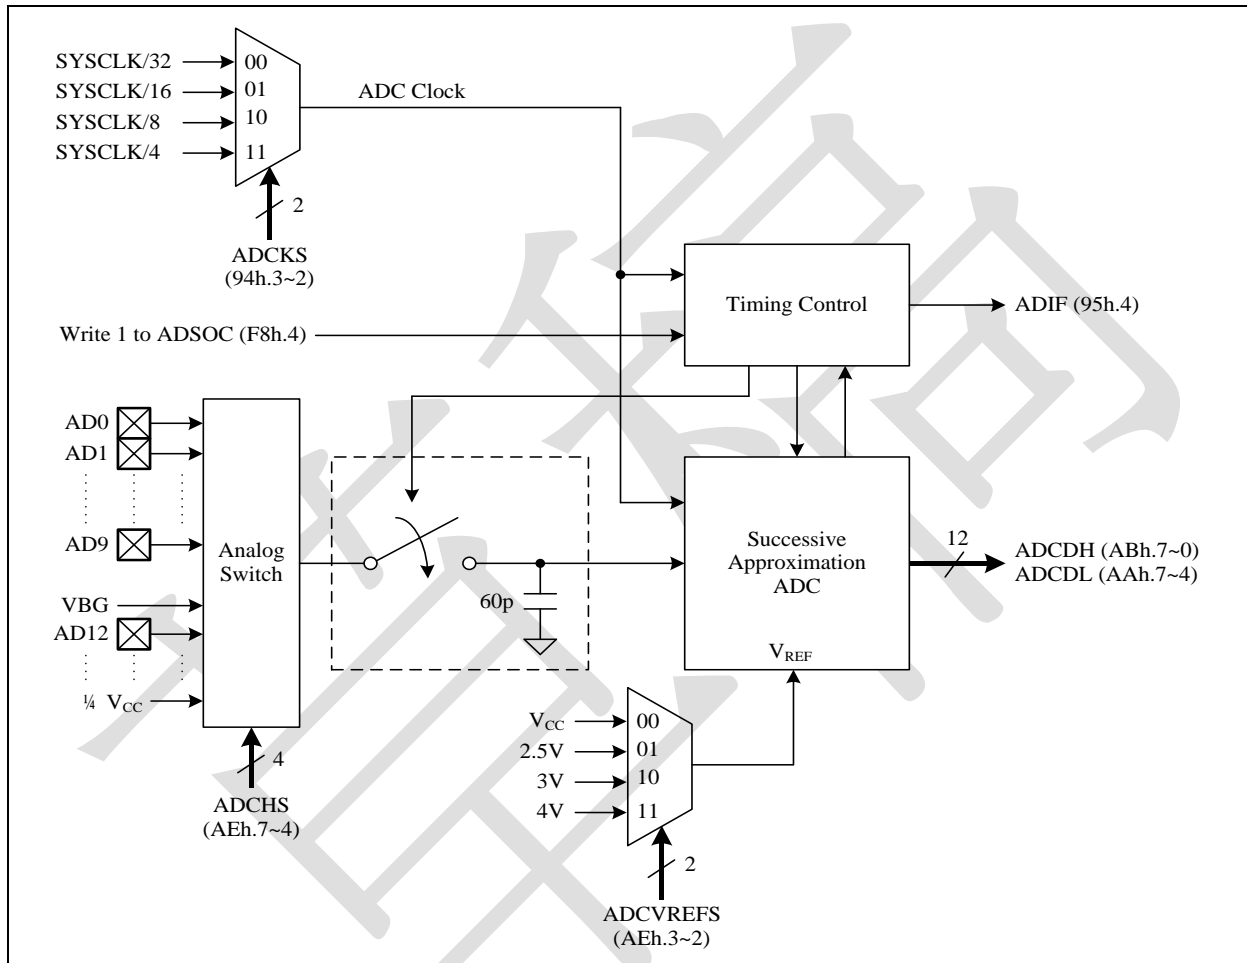 SYSCLK/32
00
SYSCLK/16
01
ADC Clock
SYSCLK/8
10
SYSCLK/4
11
2
ADCKS
(94h.3~2)
Timing Control
ADIF (95h.4)
Write 1 to ADSOC (F8h.4)
AD0
AD1
AD9
Analog
Switch
VBG
AD12
¼ VCC
4
ADCHS
(AEh.7~4)
60p
Successive
Approximation
ADC
VREF
12
ADCDH (ABh.7~0)
ADCDL (AAh.7~4)
VCC
00
2.5V
01
3V
10
4V
11
2
ADCVREFS
(AEh.3~2)